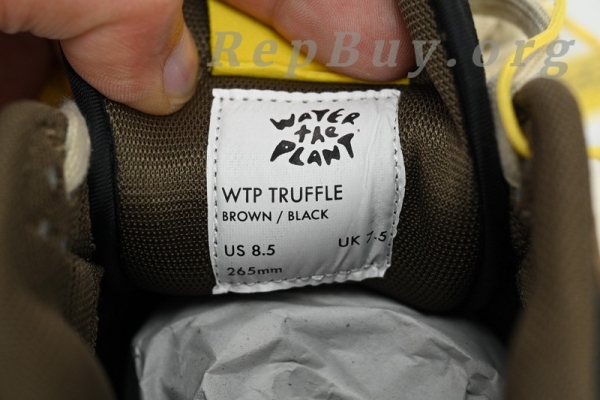 RepBuy.org
WATER
the
PLANT
WTP TRUFFLE
BROWN / BLACK
US 8.5 UK 7.5
265mm